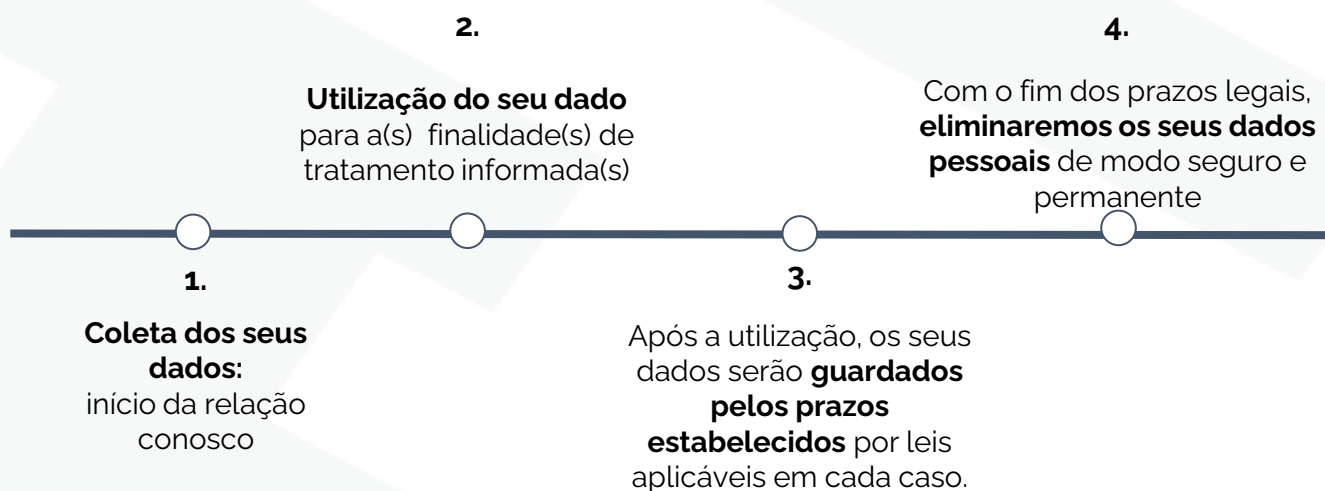 1.
Coleta dos seus
dados:
início da relação
conosco
2.
Utilização do seu dado
para a(s) finalidade(s) de
tratamento informada(s)
3.
Após a utilização, os seus
dados serão guardados
pelos prazos
estabelecidos por leis
aplicáveis em cada caso.
4.
Com o fim dos prazos legais,
eliminaremos os seus dados
pessoais de modo seguro e
permanente